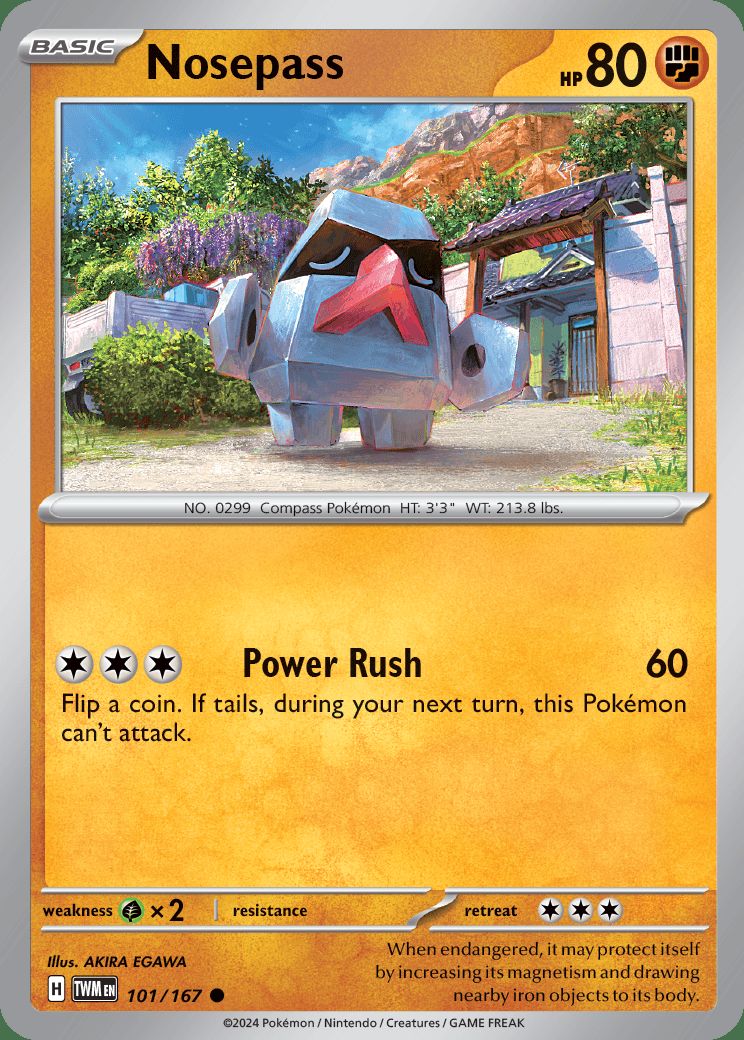 BASIC
Nosepass
HP 80
NO. 0299 Compass Pokémon HT: 3'3" WT: 213.8 lbs.
Power Rush 60
Flip a coin. If tails, during your next turn, this Pokémon
can't attack.
weakness ×2 resistance retreat
Illus. AKIRA EGAWA
When endangered, it may protect itself
by increasing its magnetism and drawing
nearby iron objects to its body.
H TWM EN 101/167
©2024 Pokémon / Nintendo / Creatures / GAME FREAK